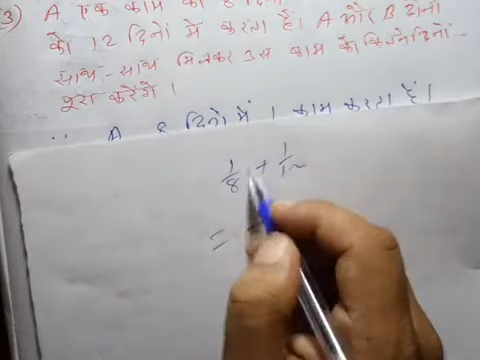 3) A एक काम को 8 दिनों
को 12 दिनों में करता है। A और B दोनों
साथ-साथ मिलकर उस काम को कितने दिनों
पूरा करेंगे।
∵ A 8 दिनों में 1 काम करता है।
1/8 + 1/12
=